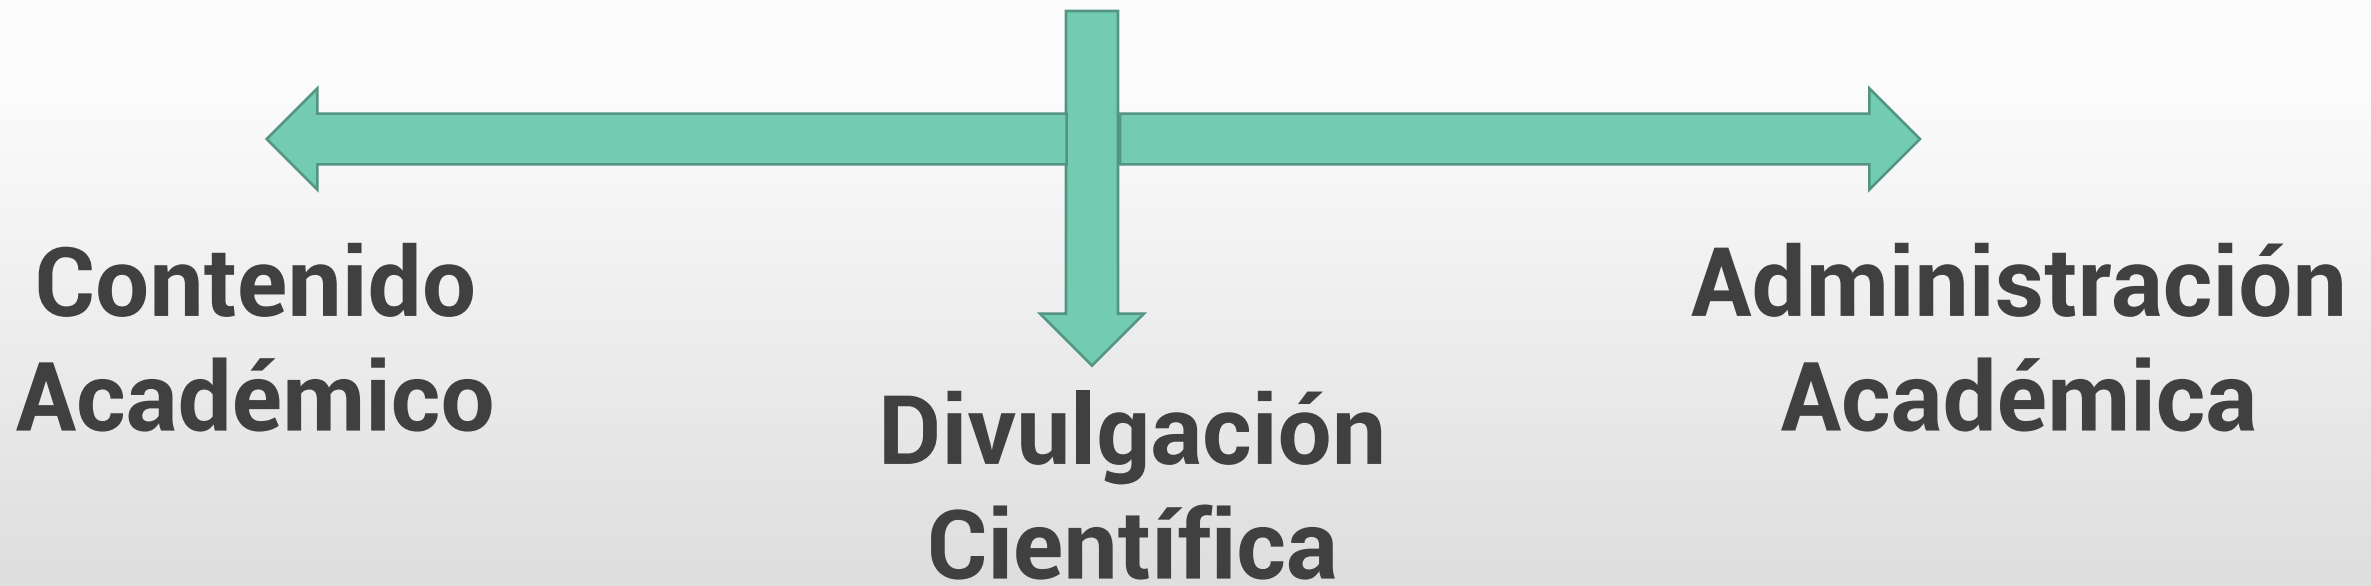 Contenido
Académico
Divulgación
Científica
Administración
Académica